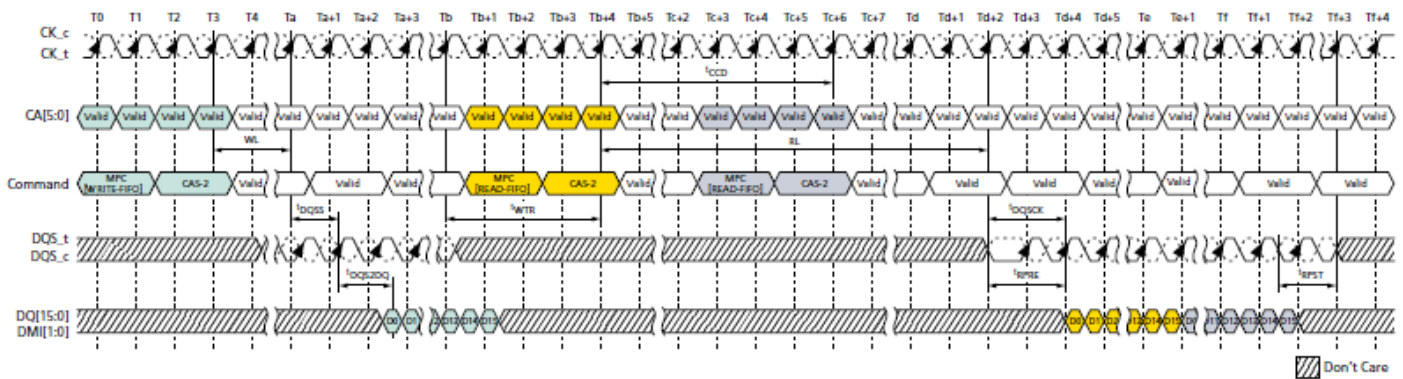 T0 T1 T2 T3 T4 Ta Ta+1 Ta+2 Ta+3 Tb Tb+1 Tb+2 Tb+3 Tb+4 Tb+5 Tc+2 Tc+3 Tc+4 Tc+5 Tc+6 Tc+7 Td Td+1 Td+2 Td+3 Td+4 Td+5 Te Te+1 Tf Tf+1 Tf+2 Tf+3 Tf+4
CK_c
CK_t
tCCD
CA[5:0] Valid Valid Valid Valid Valid Valid Valid Valid Valid Valid Valid Valid Valid Valid Valid Valid Valid Valid Valid Valid Valid Valid Valid Valid Valid Valid Valid Valid Valid Valid Valid Valid Valid
WL RL
Command MPC [WRITE-FIFO] CAS-2 Valid Valid Valid MPC [READ-FIFO] CAS-2 Valid MPC [READ-FIFO] CAS-2 Valid Valid Valid Valid Valid Valid Valid
tDQSS tWTR tDQSCK
DQS_t
DQS_c
tDQS2DQ tRPRE tRPST
DQ[15:0] D0 D1 D13 D14 D15 D0 D1 D2 D14 D15 D12 D14 D15
DMI[1:0]
Don't Care